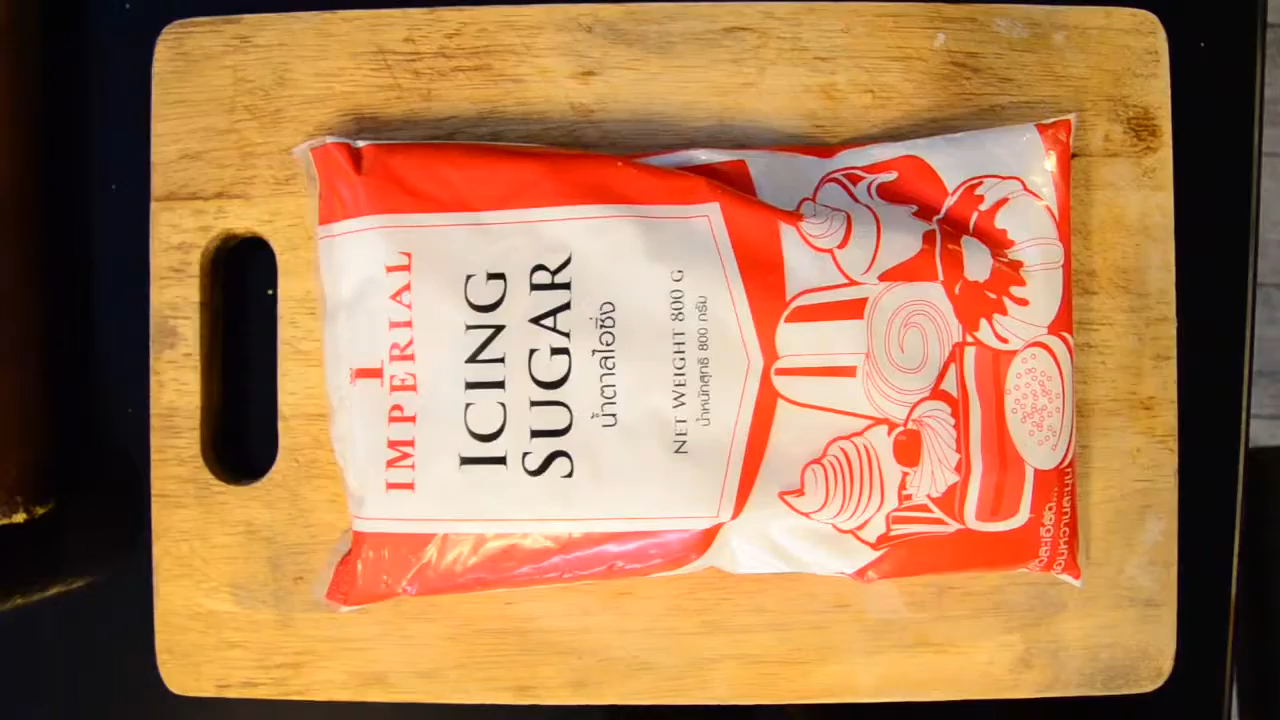 IMPERIAL
ICING
SUGAR
น้ำตาลไอซิ่ง
NET WEIGHT 800 G
น้ำหนักสุทธิ 800 กรัม